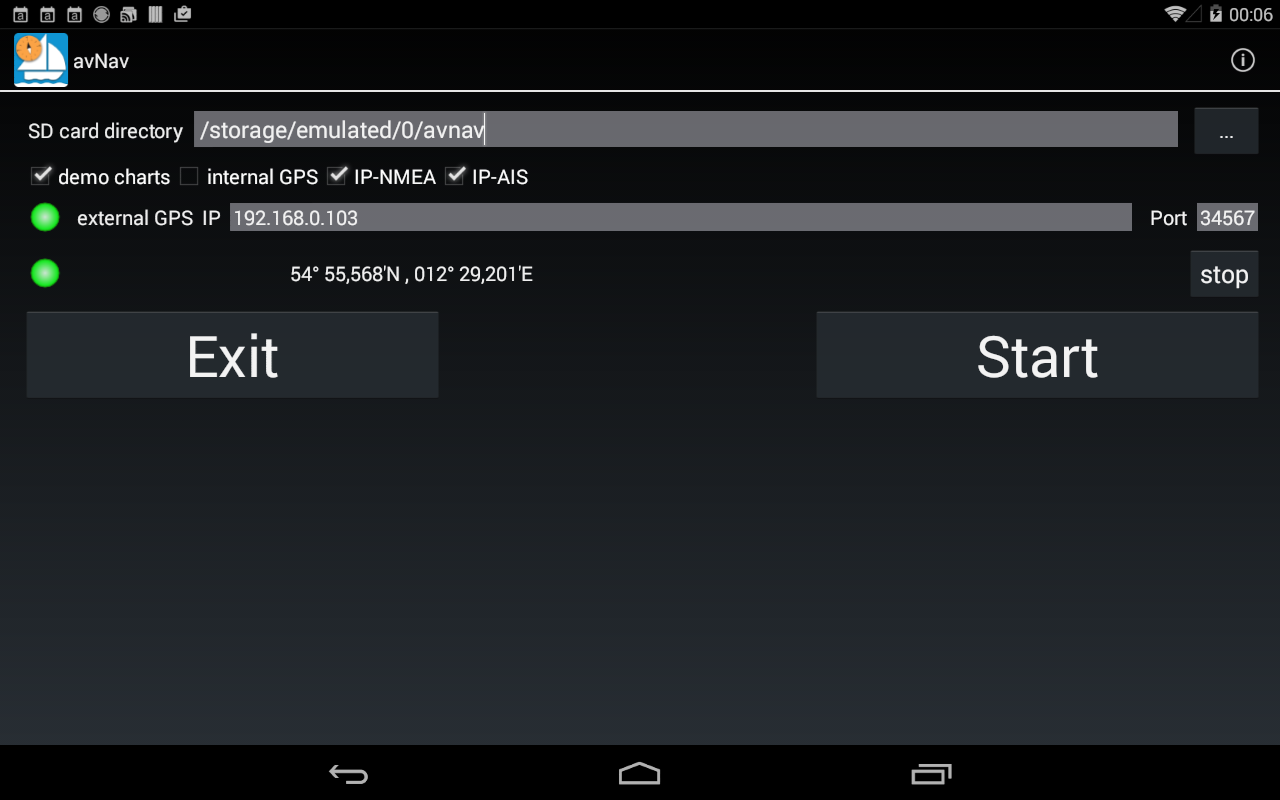 00:06
avNav
SD card directory /storage/emulated/0/avnav ...
demo charts internal GPS IP-NMEA IP-AIS
external GPS IP 192.168.0.103 Port 34567
54° 55,568'N , 012° 29,201'E stop
Exit Start